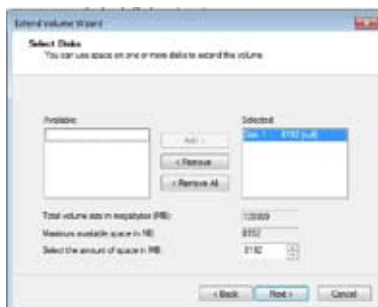 Extend Volume Wizard
Select Disks
You can use space on one or more disks to extend the volume.
Available:
Selected:
Add >
< Remove
< Remove All
Total volume size in megabytes (MB):
Maximum available space in MB:
Select the amount of space in MB:
< Back
Next >
Cancel